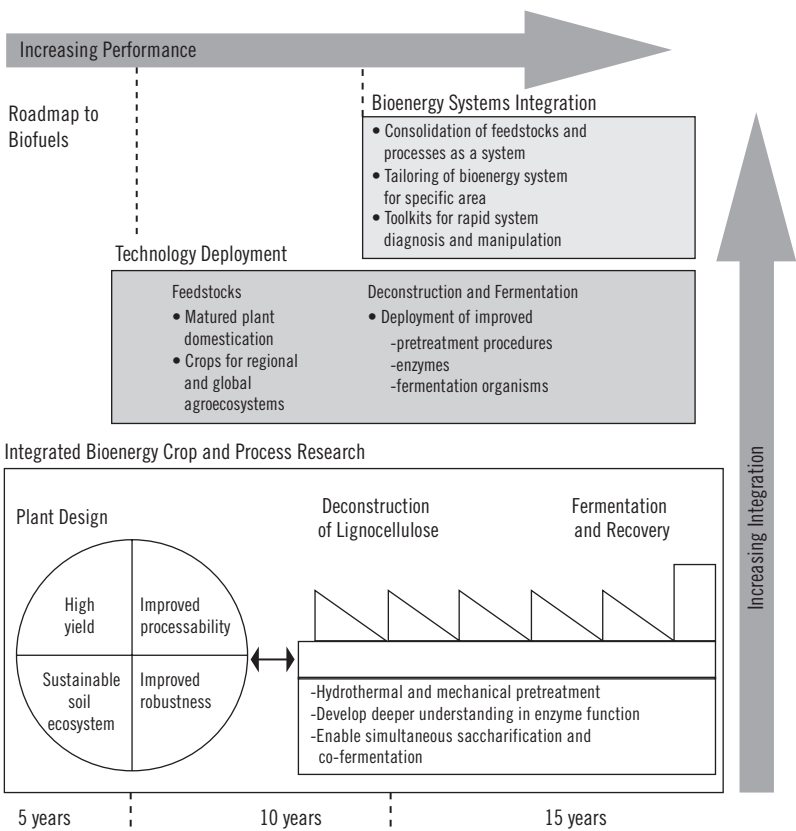 Increasing Performance
Roadmap to
Biofuels
Bioenergy Systems Integration
• Consolidation of feedstocks and
processes as a system
• Tailoring of bioenergy system
for specific area
• Toolkits for rapid system
diagnosis and manipulation
Technology Deployment
Feedstocks
• Matured plant
domestication
• Crops for regional
and global
agroecosystems
Deconstruction and Fermentation
• Deployment of improved
-pretreatment procedures
-enzymes
-fermentation organisms
Increasing Integration
Integrated Bioenergy Crop and Process Research
Plant Design
High
yield
Improved
processability
Sustainable
soil
ecosystem
Improved
robustness
Deconstruction
of Lignocellulose
Fermentation
and Recovery
-Hydrothermal and mechanical pretreatment
-Develop deeper understanding in enzyme function
-Enable simultaneous saccharification and
co-fermentation
5 years
10 years
15 years